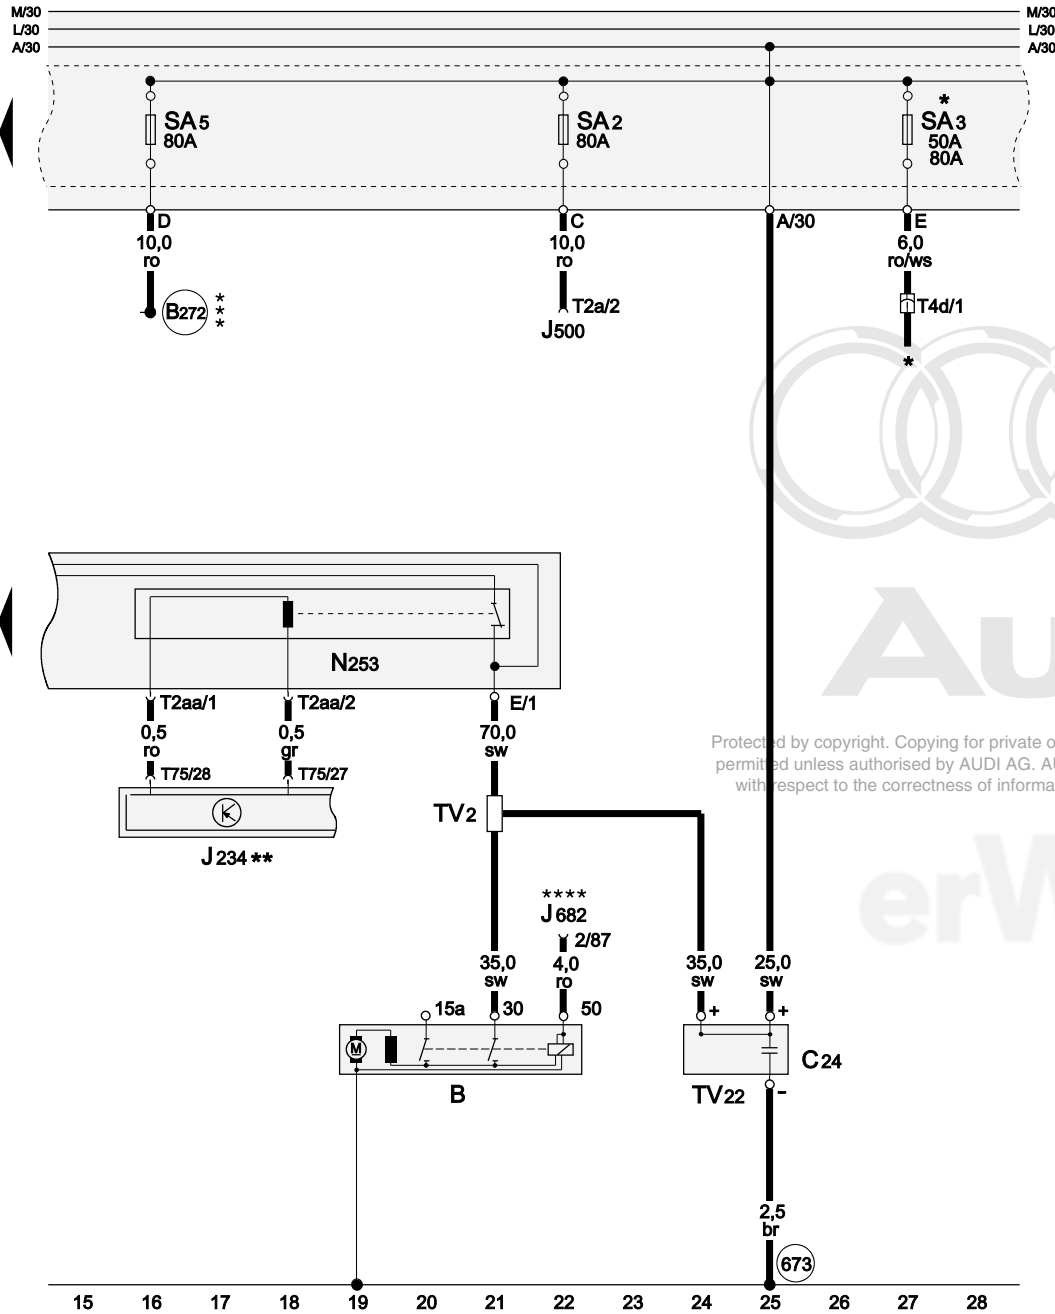 M/30 M/30
L/30 L/30
A/30 A/30
*
SA5 SA2 SA3
80A 80A 50A
80A
D C A/30 E
10,0 10,0 6,0
ro ro ro/ws
B272 * * * T2a/2 T4d/1
J500
*
N253
T2aa/1 T2aa/2 E/1
0,5 0,5 70,0
ro gr sw
T75/28 T75/27
J234**
TV2
Audi
Protected by copyright. Copying for private o
permitted unless authorised by AUDI AG. AU
with respect to the correctness of informa
erW
****
J682
2/87
35,0 4,0 35,0 25,0
sw ro sw sw
15a 30 50 + +
M
B
C24
TV22 -
2,5
br
673
15 16 17 18 19 20 21 22 23 24 25 26 27 28